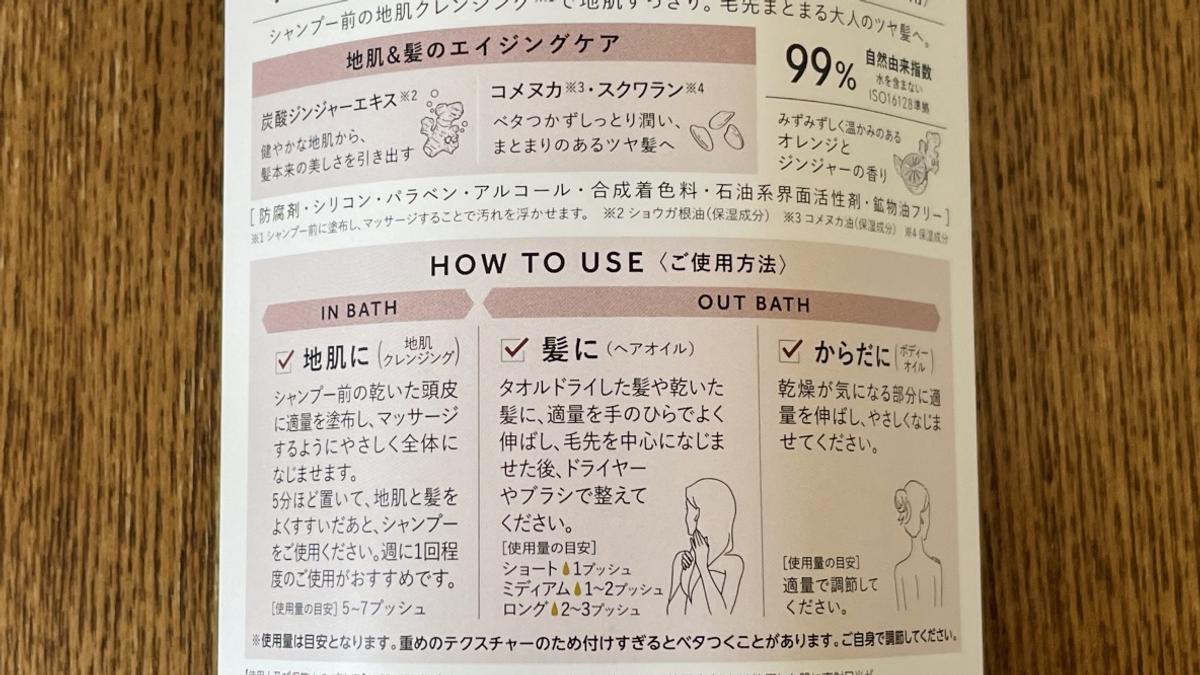 シャンプー前の地肌クレンジング※1で地肌すっきり。毛先まとまる大人のツヤ髪へ。
地肌&髪のエイジングケア
炭酸ジンジャーエキス※2
健やかな地肌から、
髪本来の美しさを引き出す
コメヌカ※3・スクワラン※4
ベタつかずしっとり潤い、
まとまりのあるツヤ髪へ
99%
自然由来指数
水を含まない
ISO16128準拠
みずみずしく温かみのある
オレンジと
ジンジャーの香り
[防腐剤・シリコン・パラベン・アルコール・合成着色料・石油系界面活性剤・鉱物油フリー]
※1 シャンプー前に塗布し、マッサージすることで汚れを浮かせます。 ※2 ショウガ根油(保湿成分) ※3 コメヌカ油(保湿成分) ※4 保湿成分
HOW TO USE〈ご使用方法〉
IN BATH
地肌に(地肌クレンジング)
シャンプー前の乾いた頭皮
に適量を塗布し、マッサージ
するようにやさしく全体に
なじませます。
5分ほど置いて、地肌と髪を
よくすすいだあと、シャンプー
をご使用ください。週に1回程
度のご使用がおすすめです。
[使用量の目安] 5~7プッシュ
OUT BATH
髪に(ヘアオイル)
タオルドライした髪や乾いた
髪に、適量を手のひらでよく
伸ばし、毛先を中心になじま
せた後、ドライヤー
やブラシで整えて
ください。
[使用量の目安]
ショート1プッシュ
ミディアム1~2プッシュ
ロング2~3プッシュ
からだに(ボディーオイル)
乾燥が気になる部分に適
量を伸ばし、やさしくなじま
せてください。
[使用量の目安]
適量で調節して
ください。
※使用量は目安となります。重めのテクスチャーのため付けすぎるとベタつくことがあります。ご自身で調節してください。